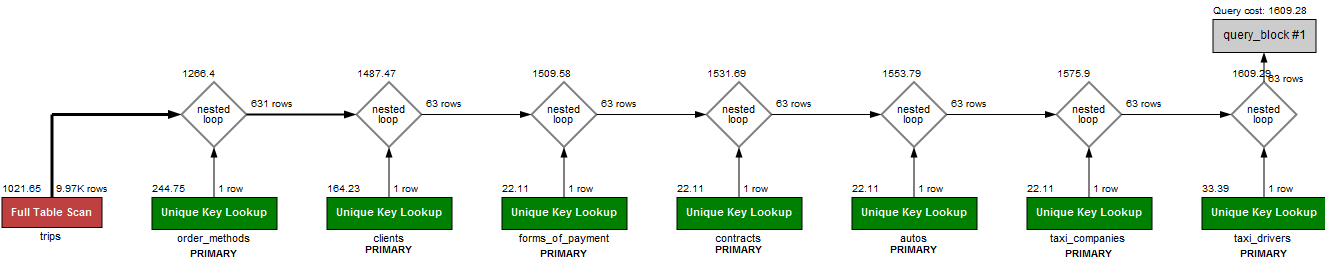 Query cost: 1609.28
query_block #1
1266.4
1487.47
1509.58
1531.69
1553.79
1575.9
1609.29
63 rows
nested
loop
631 rows
nested
loop
63 rows
nested
loop
63 rows
nested
loop
63 rows
nested
loop
63 rows
nested
loop
63 rows
nested
loop
1021.65 9.97K rows
Full Table Scan
trips
244.75 1 row
Unique Key Lookup
order_methods
PRIMARY
164.23 1 row
Unique Key Lookup
clients
PRIMARY
22.11 1 row
Unique Key Lookup
forms_of_payment
PRIMARY
22.11 1 row
Unique Key Lookup
contracts
PRIMARY
22.11 1 row
Unique Key Lookup
autos
PRIMARY
22.11 1 row
Unique Key Lookup
taxi_companies
PRIMARY
33.39 1 row
Unique Key Lookup
taxi_drivers
PRIMARY